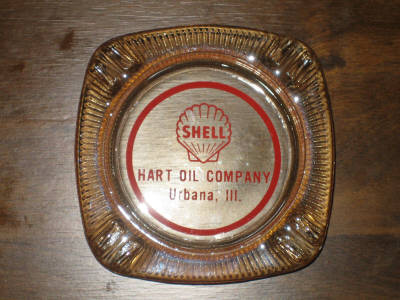 SHELL
HART OIL COMPANY
Urbana, Ill.